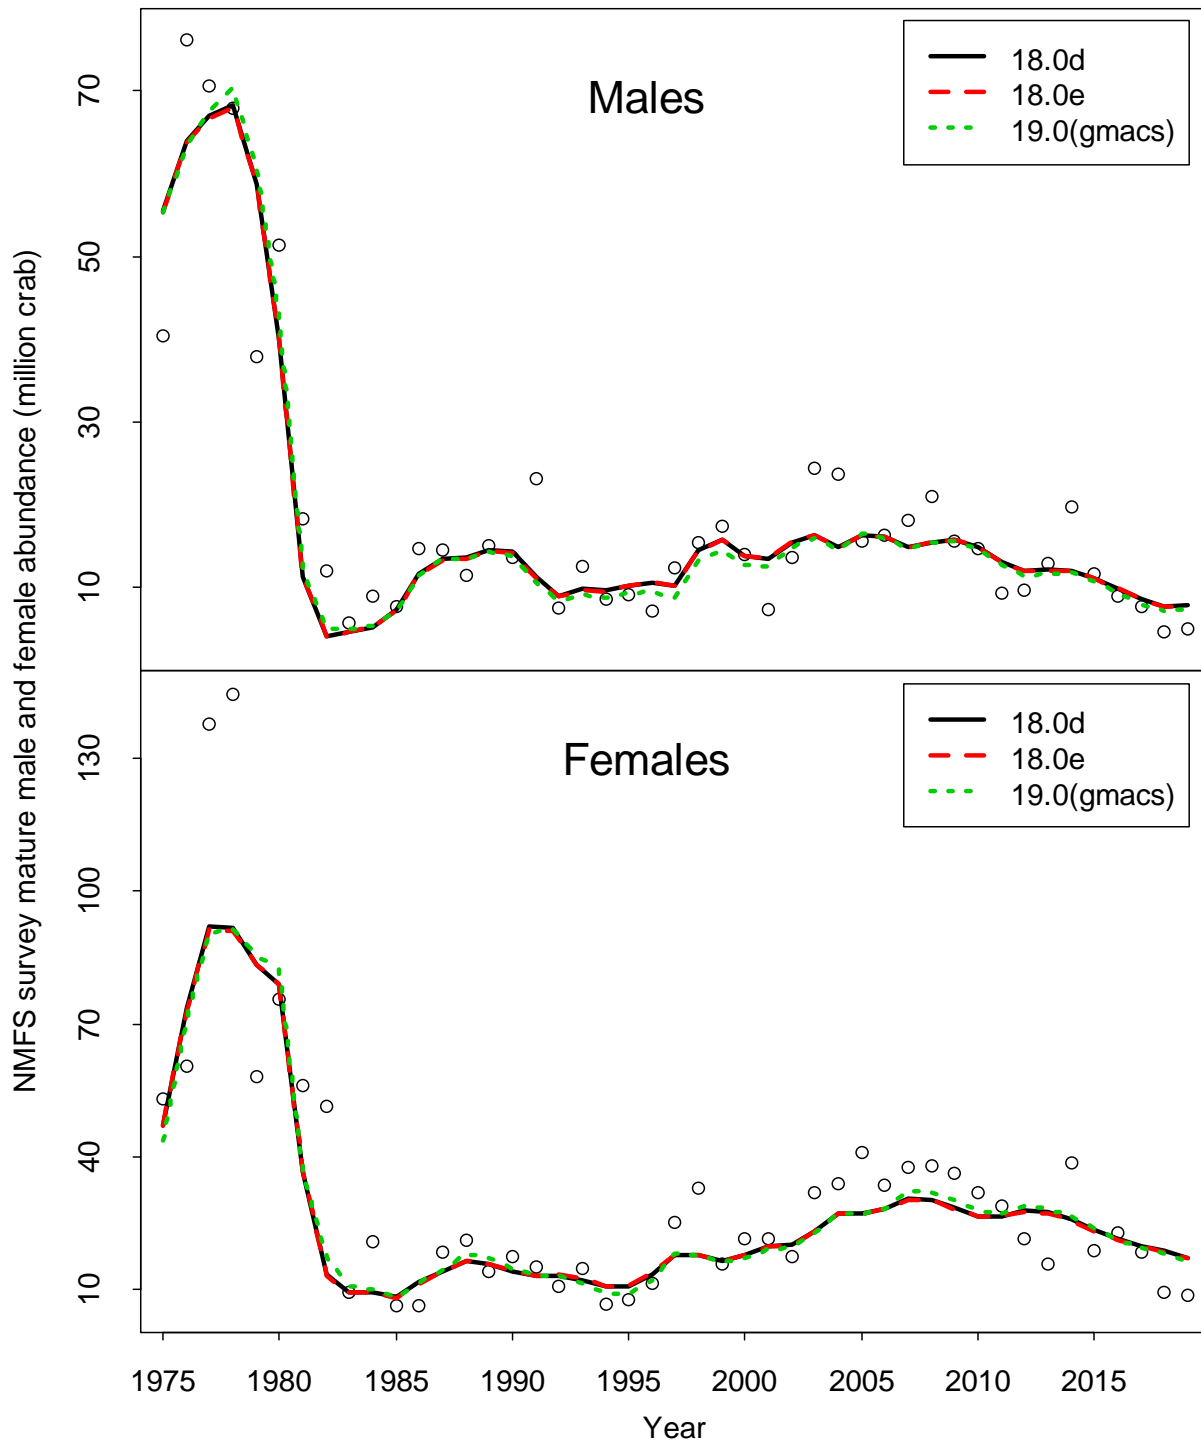 NMFS survey mature male and female abundance (million crab)
Males
18.0d
18.0e
19.0(gmacs)
70
50
30
10
Females
18.0d
18.0e
19.0(gmacs)
130
100
70
40
10
1975 1980 1985 1990 1995 2000 2005 2010 2015
Year